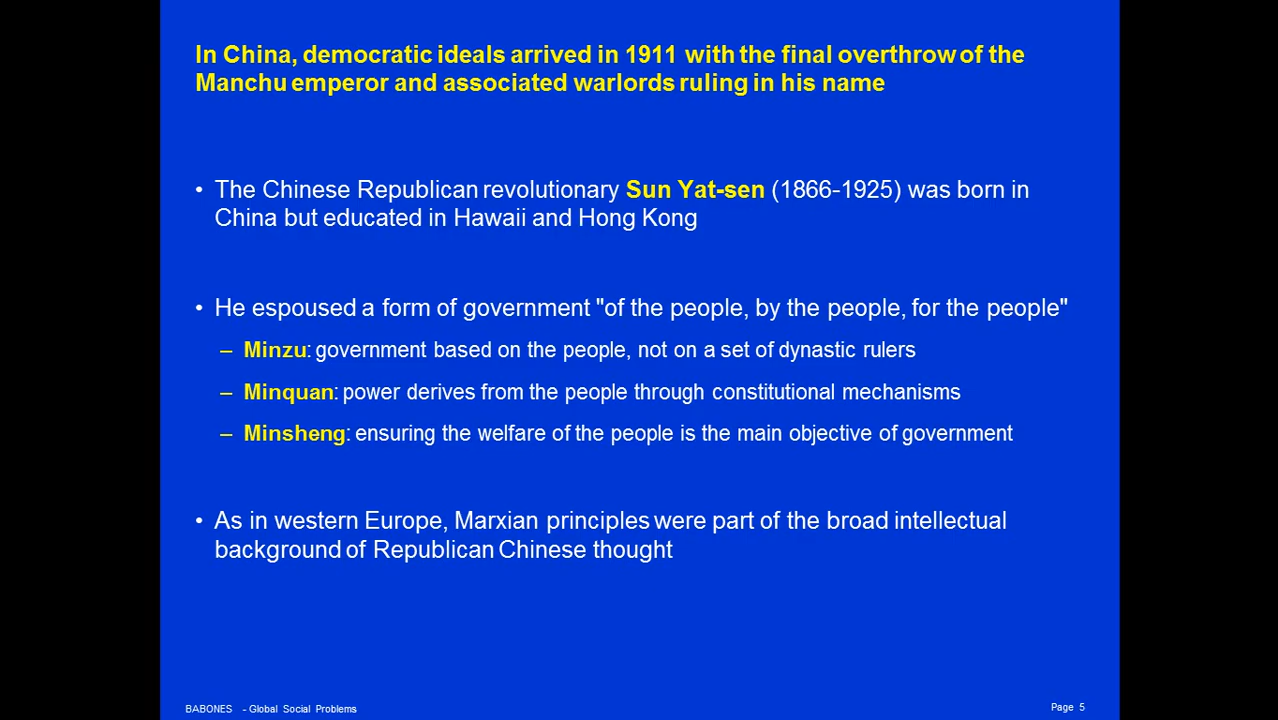 In China, democratic ideals arrived in 1911 with the final overthrow of the
Manchu emperor and associated warlords ruling in his name
• The Chinese Republican revolutionary Sun Yat-sen (1866-1925) was born in
China but educated in Hawaii and Hong Kong
• He espoused a form of government "of the people, by the people, for the people"
– Minzu: government based on the people, not on a set of dynastic rulers
– Minquan: power derives from the people through constitutional mechanisms
– Minsheng: ensuring the welfare of the people is the main objective of government
• As in western Europe, Marxian principles were part of the broad intellectual
background of Republican Chinese thought
BABONES - Global Social Problems
Page 5